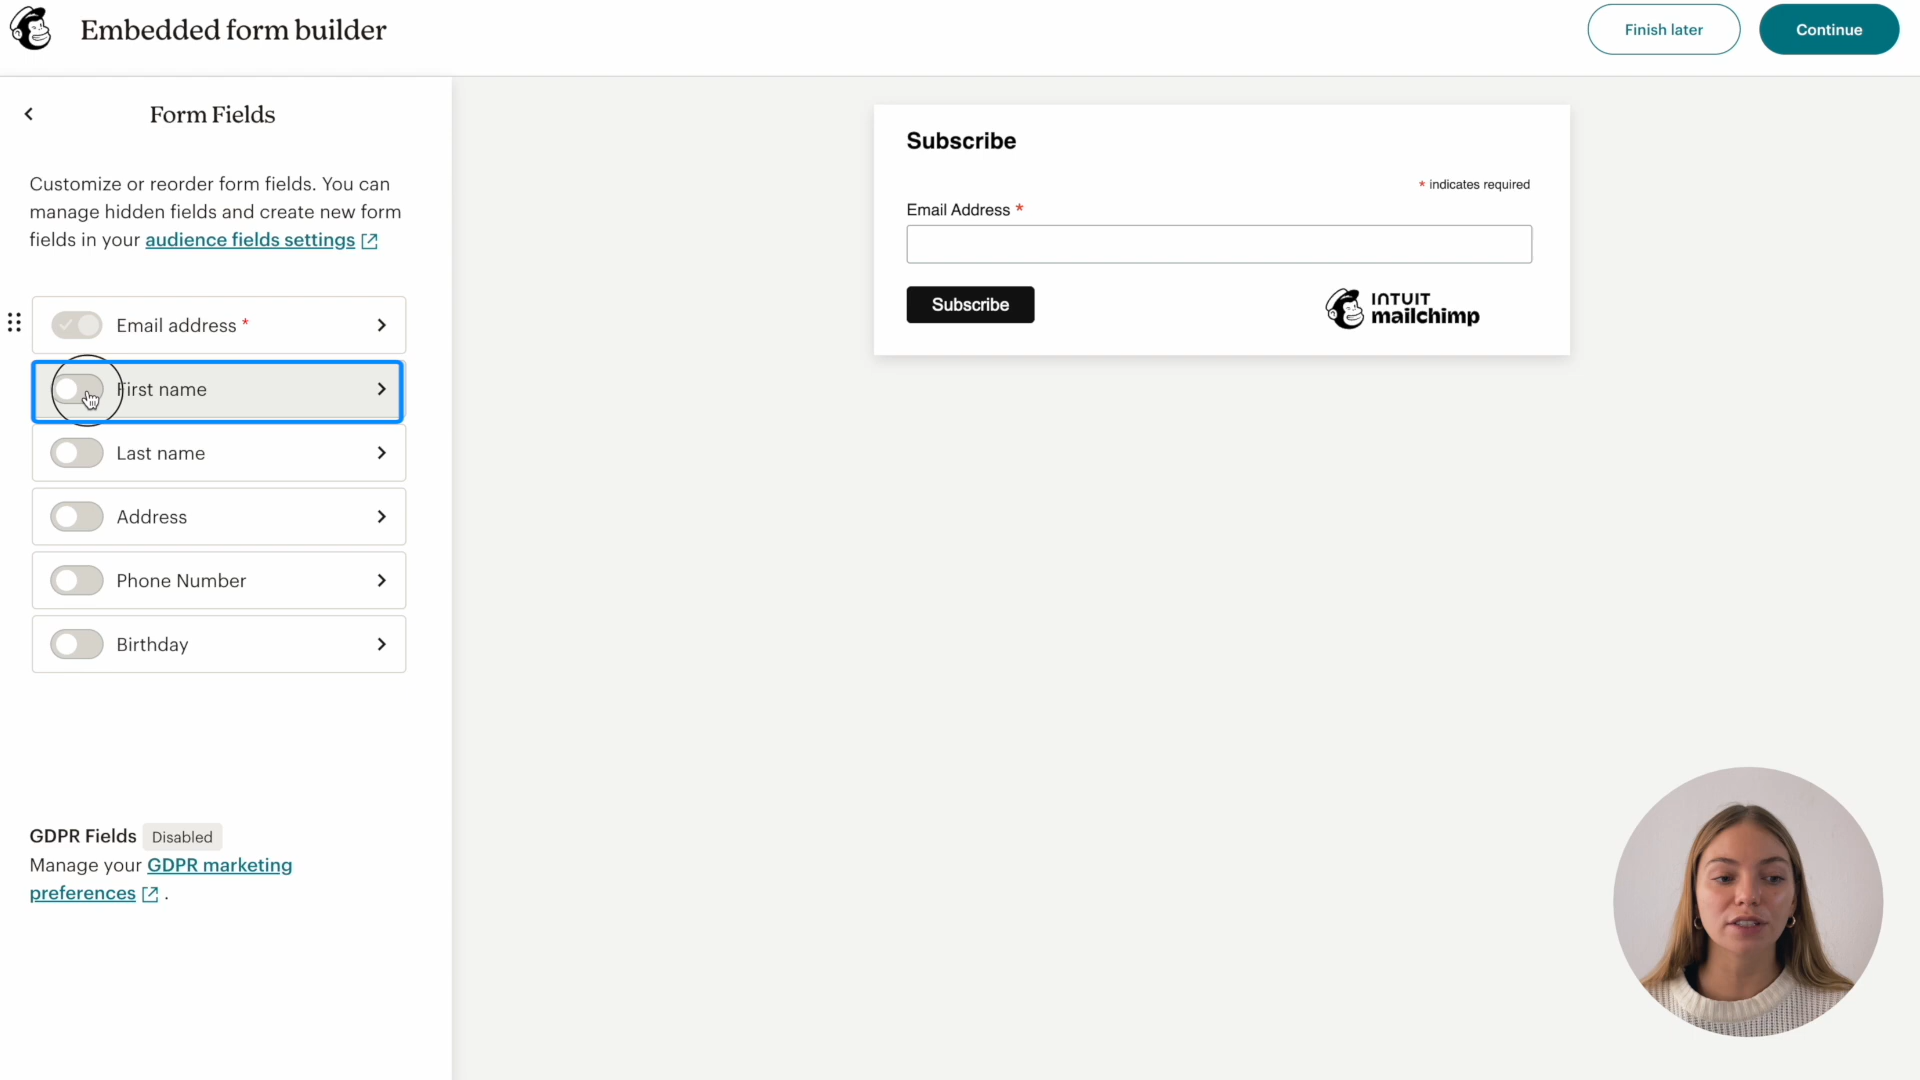 Embedded form builder
Finish later
Continue
Form Fields
Customize or reorder form fields. You can
manage hidden fields and create new form
fields in your audience fields settings
Email address *
First name
Last name
Address
Phone Number
Birthday
GDPR Fields Disabled
Manage your GDPR marketing
preferences .
Subscribe
* indicates required
Email Address *
Subscribe
INTUIT
mailchimp